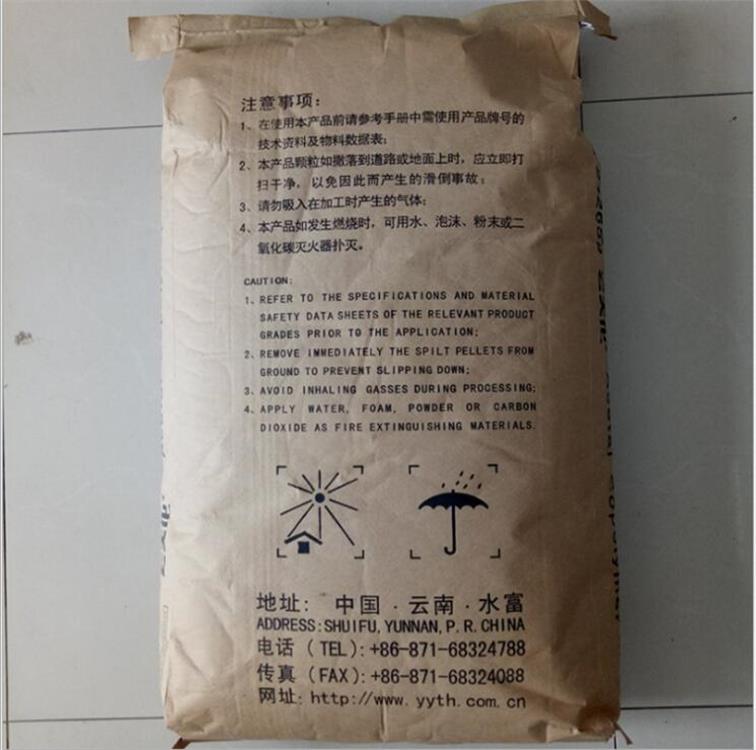 注意事项：
1、在使用本产品前请参考手册中需使用产品牌号的
技术资料及物料数据表；
2、本产品颗粒如撒落到道路或地面上时，应立即打
扫干净，以免因此而产生的滑倒事故；
3、请勿吸入在加工时产生的气体；
4、本产品如发生燃烧时，可用水、泡沫、粉末或二
氧化碳灭火器扑灭。
CAUTION:
1、REFER TO THE SPECIFICATIONS AND MATERIAL
SAFETY DATA SHEETS OF THE RELEVANT PRODUCT
GRADES PRIOR TO THE APPLICATION;
2、REMOVE IMMEDIATELY THE SPILT PELLETS FROM
GROUND TO PREVENT SLIPPING DOWN;
3、AVOID INHALING GASSES DURING PROCESSING;
4、APPLY WATER, FOAM, POWDER OR CARBON
DIOXIDE AS FIRE EXTINGUISHING MATERIALS.
地址：中国·云南·水富
ADDRESS:SHUIFU,YUNNAN,P.R.CHINA
电话（TEL）:+86-871-68324788
传真（FAX）:+86-871-68324088
网址:http://www.yyth.com.cn
Copolymer